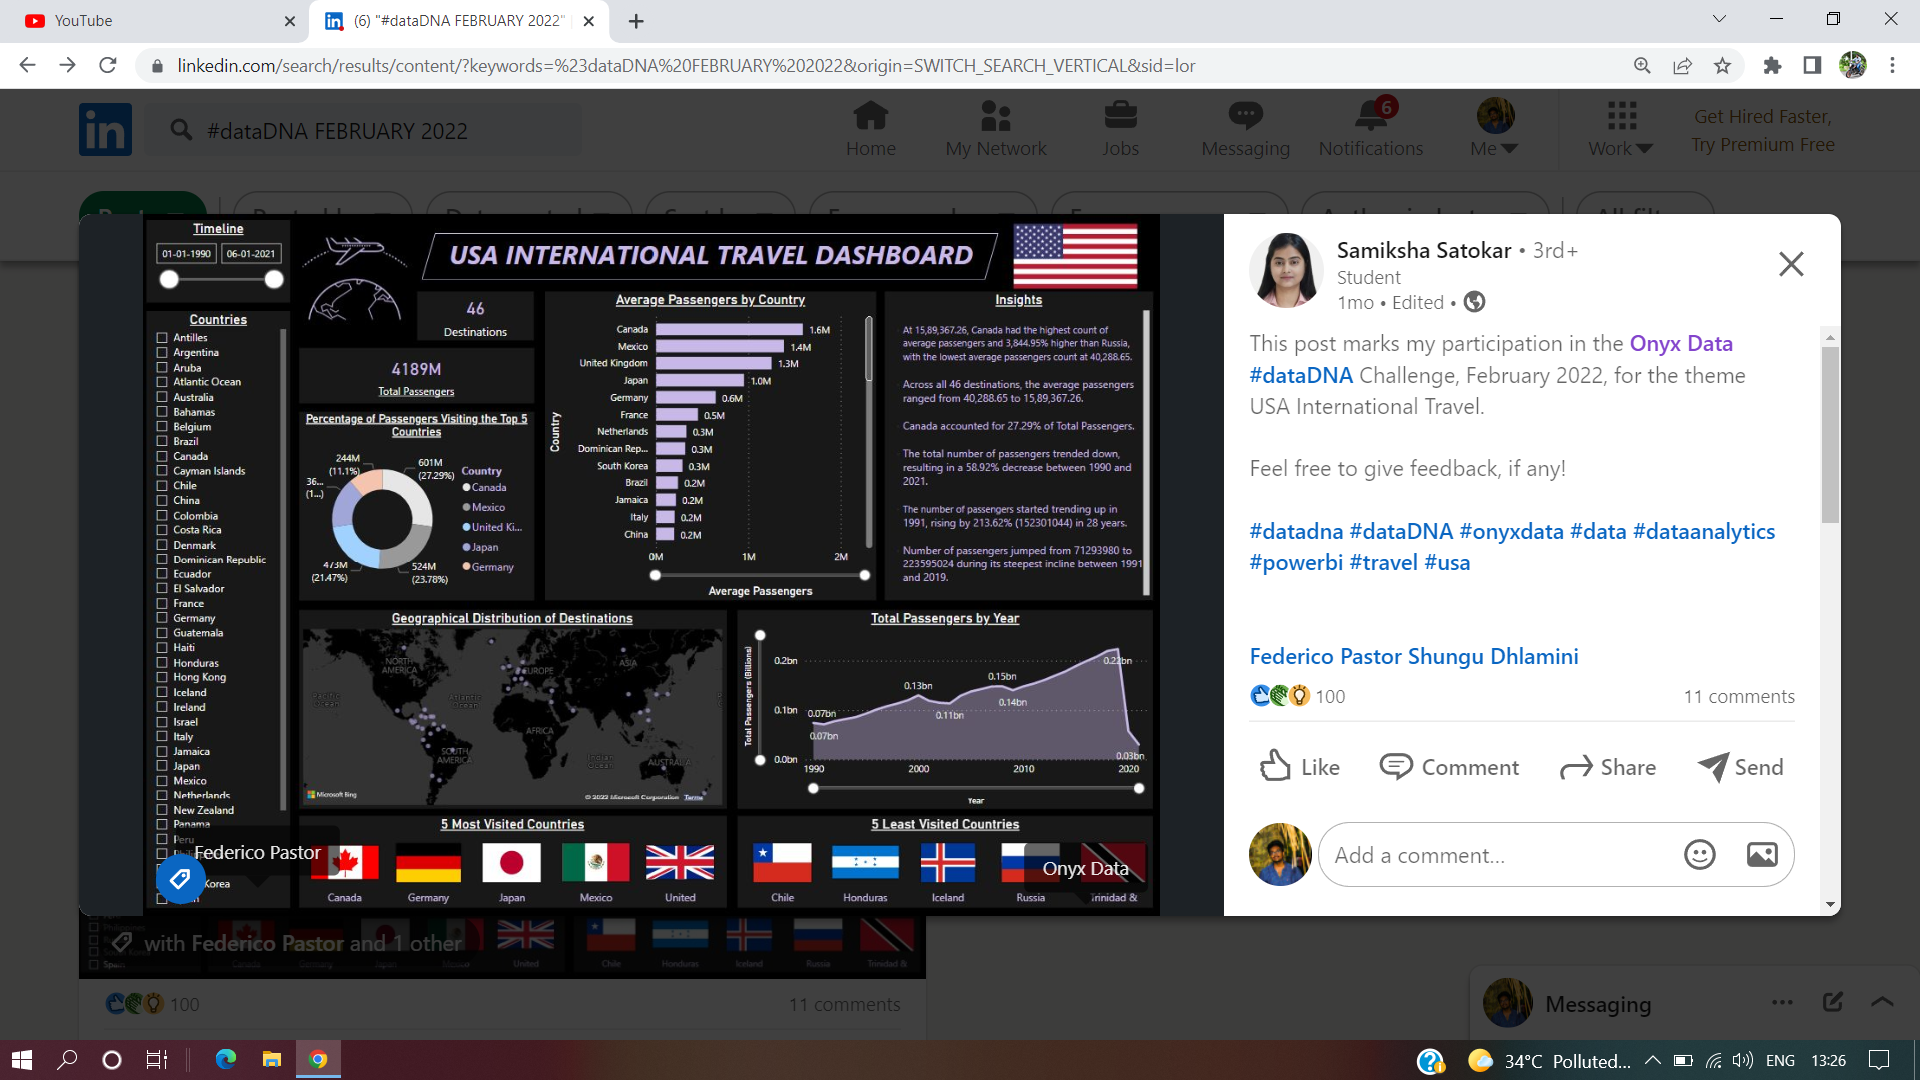 YouTube
(6) "#dataDNA FEBRUARY 2022"
linkedin.com/search/results/content/?keywords=%23dataDNA%20FEBRUARY%202022&origin=SWITCH_SEARCH_VERTICAL&sid=lor
in
#dataDNA FEBRUARY 2022
Home
My Network
Jobs
Messaging
6
Notifications
Me
Work
Get Hired Faster,
Try Premium Free
Timeline
01-01-1990
06-01-2021
USA INTERNATIONAL TRAVEL DASHBOARD
Countries
Antilles
Argentina
Aruba
Atlantic Ocean
Australia
Bahamas
Belgium
Brazil
Canada
Cayman Islands
Chile
China
Colombia
Costa Rica
Denmark
Dominican Republic
Ecuador
El Salvador
France
Germany
Guatemala
Haiti
Honduras
Hong Kong
Iceland
Ireland
Israel
Italy
Jamaica
Japan
Mexico
Netherlands
New Zealand
Panama
Peru
Korea
46
Destinations
4189M
Total Passengers
Percentage of Passengers Visiting the Top 5
Countries
244M
(11.1%)
36...
(1...)
601M
(27.29%)
473M
(21.47%)
524M
(23.78%)
Country
Canada
Mexico
United Ki...
Japan
Germany
Average Passengers by Country
Country
Canada 1.6M
Mexico 1.4M
United Kingdom 1.3M
Japan 1.0M
Germany 0.6M
France 0.5M
Netherlands 0.3M
Dominican Rep... 0.3M
South Korea 0.3M
Brazil 0.2M
Jamaica 0.2M
Italy 0.2M
China 0.2M
0M 1M 2M
Average Passengers
Insights
At 15,89,367.26, Canada had the highest count of
average passengers and 3,844.95% higher than Russia,
with the lowest average passengers count at 40,288.65.
Across all 46 destinations, the average passengers
ranged from 40,288.65 to 15,89,367.26.
Canada accounted for 27.29% of Total Passengers.
The total number of passengers trended down,
resulting in a 58.92% decrease between 1990 and
2021.
The number of passengers started trending up in
1991, rising by 213.62% (152301044) in 28 years.
Number of passengers jumped from 71293980 to
223595024 during its steepest incline between 1991
and 2019.
Geographical Distribution of Destinations
NORTH
AMERICA
EUROPE
ASIA
Pacific
Ocean
Atlantic
Ocean
AFRICA
SOUTH
AMERICA
Indian
Ocean
AUSTRALIA
Microsoft Bing
© 2022 Microsoft Corporation Terms
Total Passengers by Year
Total Passengers (Billions)
0.2bn
0.1bn
0.0bn
0.07bn
0.07bn
0.13bn
0.11bn
0.15bn
0.14bn
0.22bn
0.03bn
1990 2000 2010 2020
Year
5 Most Visited Countries
Canada
Germany
Japan
Mexico
United
5 Least Visited Countries
Chile
Honduras
Iceland
Russia
Trinidad &
Federico Pastor
Onyx Data
Samiksha Satokar • 3rd+
Student
1mo • Edited •
This post marks my participation in the Onyx Data
#dataDNA Challenge, February 2022, for the theme
USA International Travel.
Feel free to give feedback, if any!
#datadna #dataDNA #onyxdata #data #dataanalytics
#powerbi #travel #usa
Federico Pastor Shungu Dhlamini
100
11 comments
Like
Comment
Share
Send
Add a comment...
with Federico Pastor and 1 other
Spain
Canada
Germany
Japan
Mexico
United
Chile
Honduras
Iceland
Russia
Trinidad &
100
11 comments
Messaging
34°C Polluted...
ENG
13:26